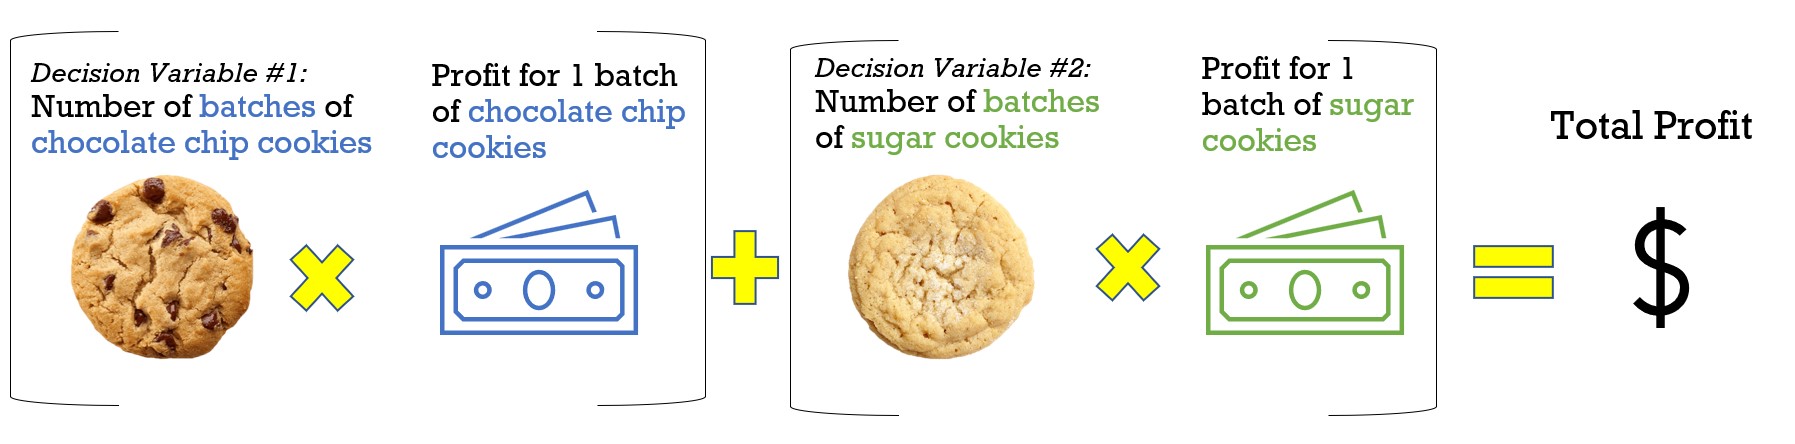 Decision Variable #1:
Number of batches of
chocolate chip cookies
Profit for 1 batch
of chocolate chip
cookies
Decision Variable #2:
Number of batches
of sugar cookies
Profit for 1
batch of sugar
cookies
Total Profit
$